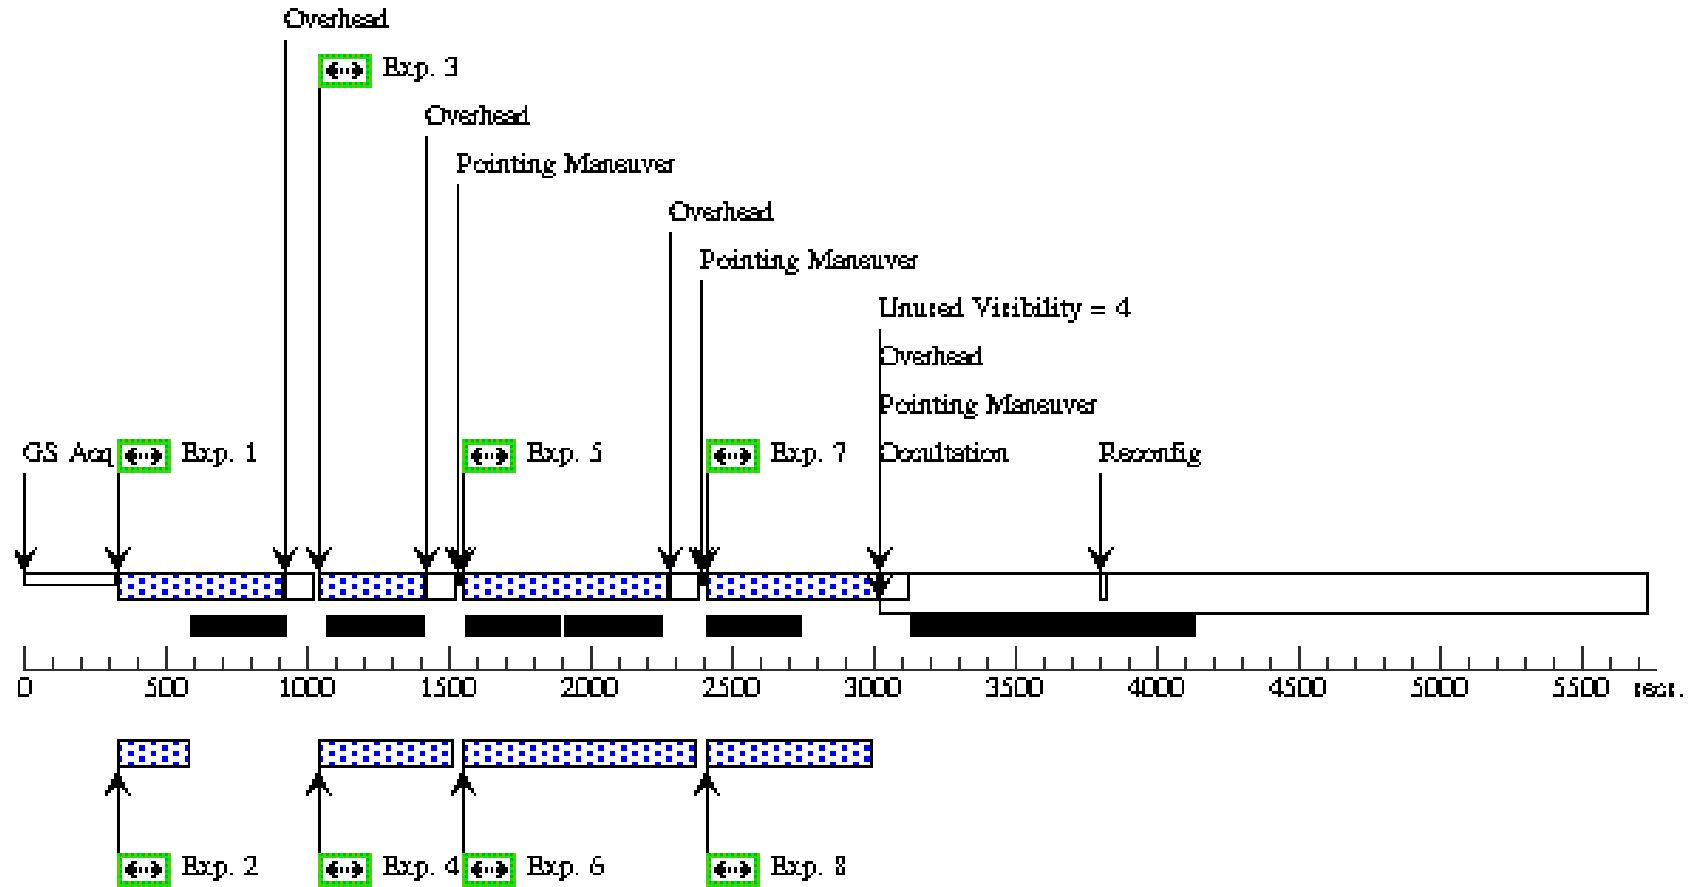 Overhead
Exp. 3
Overhead
Pointing Maneuver
Overhead
Pointing Maneuver
Unused Visibility = 4
Overhead
Pointing Maneuver
GS Acq Exp. 1 Exp. 5 Exp. 7 Occultation Reconfig
0 500 1000 1500 2000 2500 3000 3500 4000 4500 5000 5500 secs.
Exp. 2 Exp. 4 Exp. 6 Exp. 8